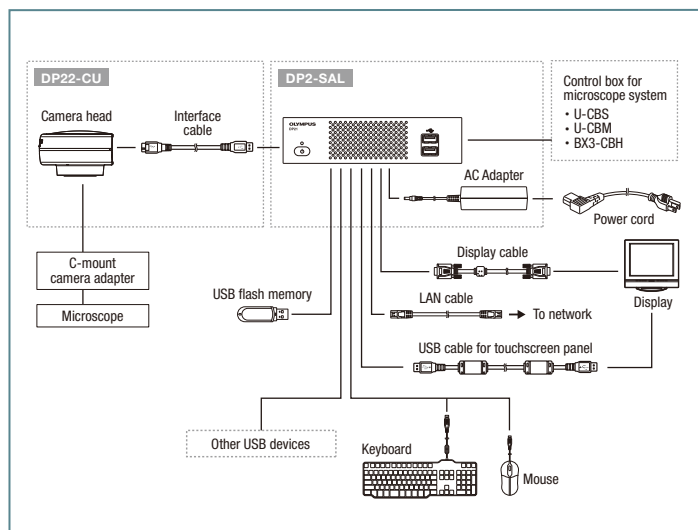 DP22-CU
DP2-SAL
Camera head
Interface
cable
OLYMPUS
DP21
Control box for
microscope system
• U-CBS
• U-CBM
• BX3-CBH
AC Adapter
Power cord
C-mount
camera adapter
Microscope
USB flash memory
Display cable
LAN cable
To network
Display
USB cable for touchscreen panel
Other USB devices
Keyboard
Mouse